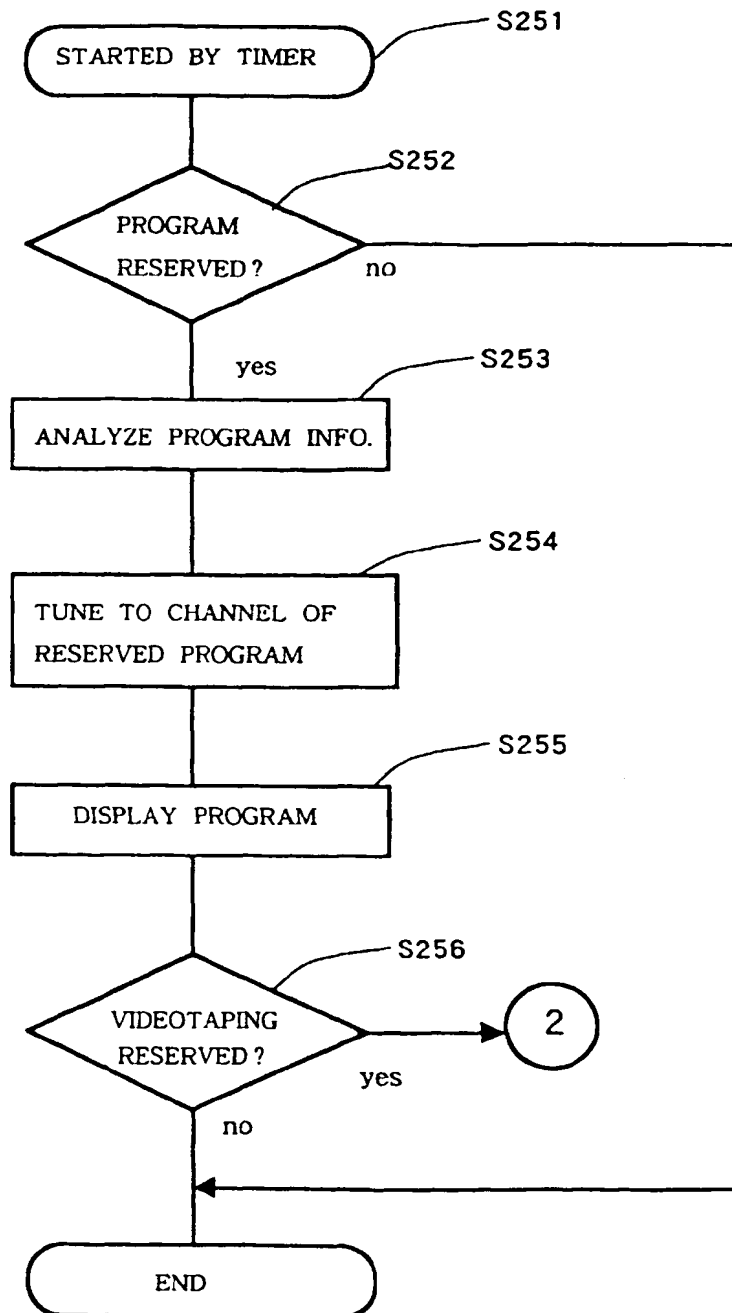 S251
STARTED BY TIMER
S252
PROGRAM
RESERVED?
no
yes
S253
ANALYZE PROGRAM INFO.
S254
TUNE TO CHANNEL OF
RESERVED PROGRAM
S255
DISPLAY PROGRAM
S256
VIDEOTAPING
RESERVED?
2
yes
no
END